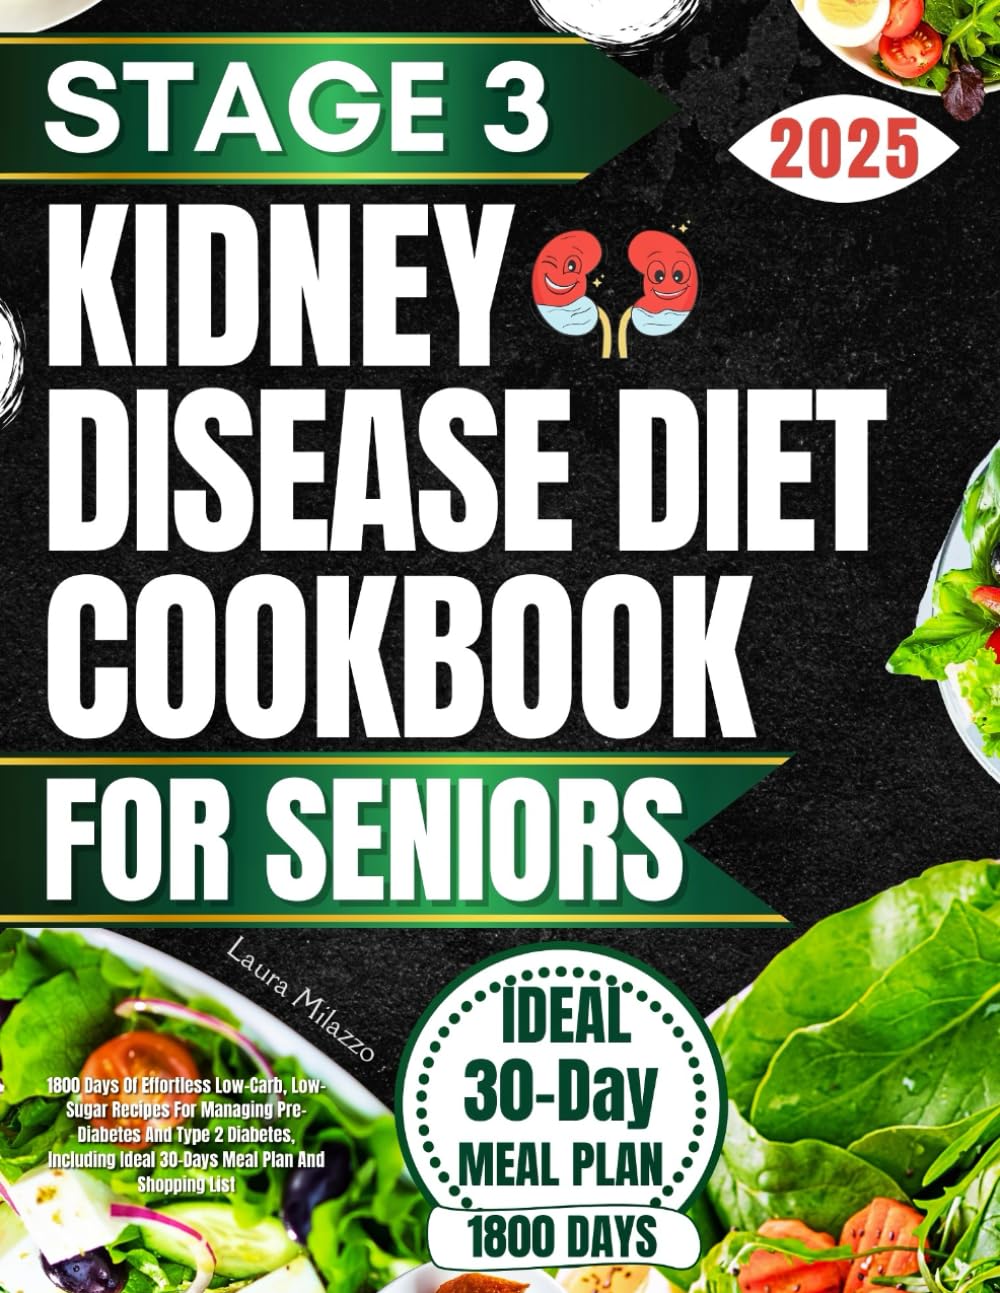 STAGE 3
2025
KIDNEY
DISEASE DIET
COOKBOOK
FOR SENIORS
Laura Milazzo
1800 Days Of Effortless Low-Carb, Low-
Sugar Recipes For Managing Pre-
Diabetes And Type 2 Diabetes,
Including Ideal 30-Days Meal Plan And
Shopping List
IDEAL
30-Day
MEAL PLAN
1800 DAYS